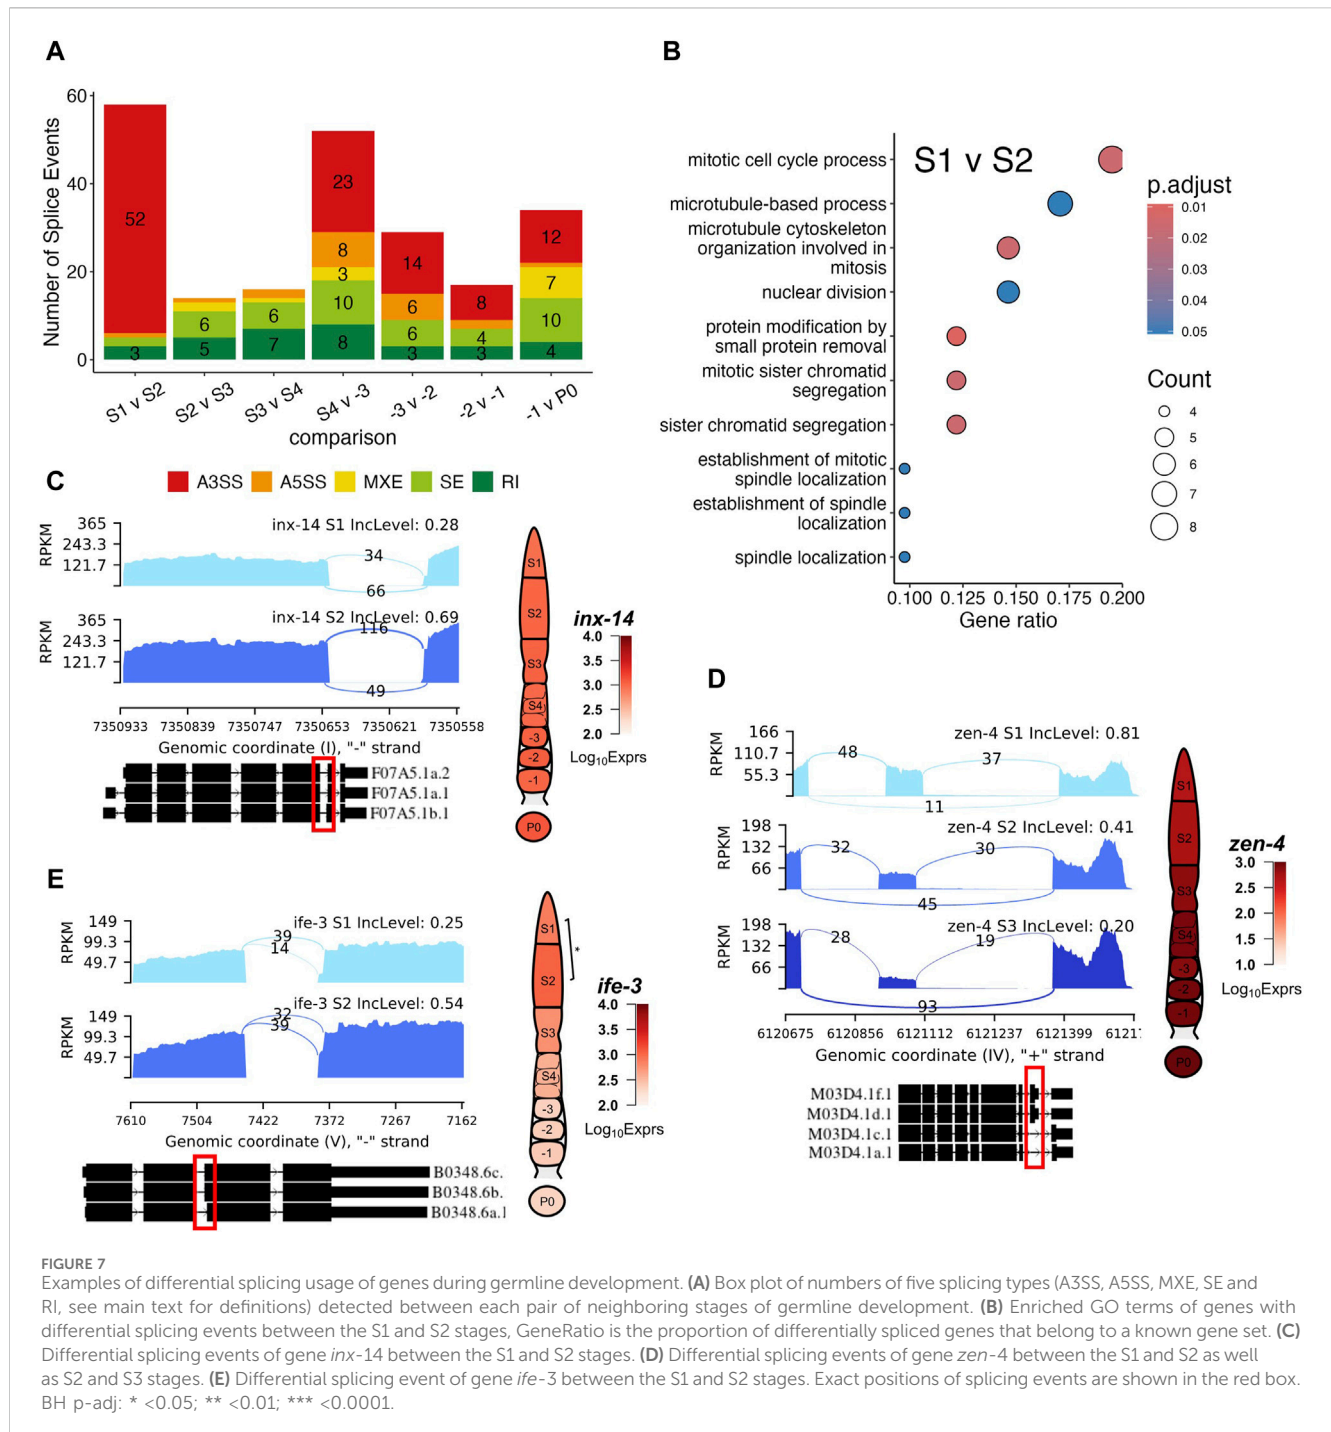 A
Number of Splice Events
60
40
20
0
52
3
6
5
6
7
23
8
3
10
8
14
6
6
3
8
4
3
12
7
10
4
S1 v S2
S2 v S3
S3 v S4
S4 v -3
-3 v -2
-2 v -1
-1 v P0
comparison
A3SS
A5SS
MXE
SE
RI
B
S1 v S2
mitotic cell cycle process
microtubule-based process
microtubule cytoskeleton
organization involved in
mitosis
nuclear division
protein modification by
small protein removal
mitotic sister chromatid
segregation
sister chromatid segregation
establishment of mitotic
spindle localization
establishment of spindle
localization
spindle localization
0.100 0.125 0.150 0.175 0.200
Gene ratio
p.adjust
0.01
0.02
0.03
0.04
0.05
Count
4
5
6
7
8
C
RPKM
365
243.3
121.7
inx-14 S1 IncLevel: 0.28
34
66
RPKM
365
243.3
121.7
inx-14 S2 IncLevel: 0.69
116
49
7350933 7350839 7350747 7350653 7350621 7350558
Genomic coordinate (I), "-" strand
F07A5.1a.2
F07A5.1a.1
F07A5.1b.1
S1
S2
S3
S4
-3
-2
-1
P0
inx-14
4.0
3.5
3.0
2.5
2.0
Log10Exprs
D
RPKM
166
110.7
55.3
zen-4 S1 IncLevel: 0.81
48
37
11
RPKM
198
132
66
zen-4 S2 IncLevel: 0.41
32
30
45
RPKM
198
132
66
zen-4 S3 IncLevel: 0.20
28
19
93
6120675 6120856 6121112 6121237 6121399 61217
Genomic coordinate (IV), "+" strand
M03D4.1f.1
M03D4.1d.1
M03D4.1c.1
M03D4.1a.1
S1
S2
S3
S4
-3
-2
-1
P0
zen-4
3.0
2.5
2.0
1.5
1.0
Log10Exprs
E
RPKM
149
99.3
49.7
ife-3 S1 IncLevel: 0.25
39
14
RPKM
149
99.3
49.7
ife-3 S2 IncLevel: 0.54
32
39
7610 7504 7422 7372 7267 7162
Genomic coordinate (V), "-" strand
B0348.6c.
B0348.6b.
B0348.6a.1
S1
S2
S3
S4
-3
-2
-1
P0
*
ife-3
4.0
3.5
3.0
2.5
2.0
Log10Exprs
FIGURE 7
Examples of differential splicing usage of genes during germline development. (A) Box plot of numbers of five splicing types (A3SS, A5SS, MXE, SE and
RI, see main text for definitions) detected between each pair of neighboring stages of germline development. (B) Enriched GO terms of genes with
differential splicing events between the S1 and S2 stages, GeneRatio is the proportion of differentially spliced genes that belong to a known gene set. (C)
Differential splicing events of gene inx-14 between the S1 and S2 stages. (D) Differential splicing events of gene zen-4 between the S1 and S2 as well
as S2 and S3 stages. (E) Differential splicing event of gene ife-3 between the S1 and S2 stages. Exact positions of splicing events are shown in the red box.
BH p-adj: * <0.05; ** <0.01; *** <0.0001.